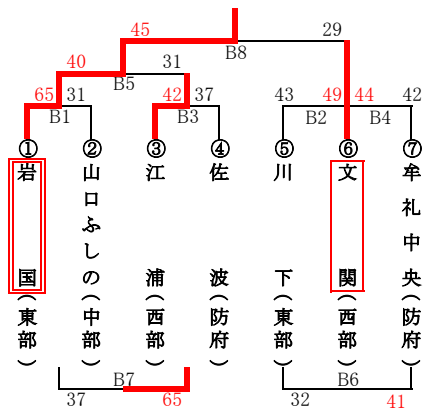 45 29
B8
40 31
B5
65 31 42 37 43 49 44 42
B1 B3 B2 B4
① ② ③ ④ ⑤ ⑥ ⑦
岩国(東部)
山口ふしの(中部)
江浦(西部)
佐波(防府)
川下(東部)
文関(西部)
牟礼中央(防府)
B7 B6
37 65 32 41